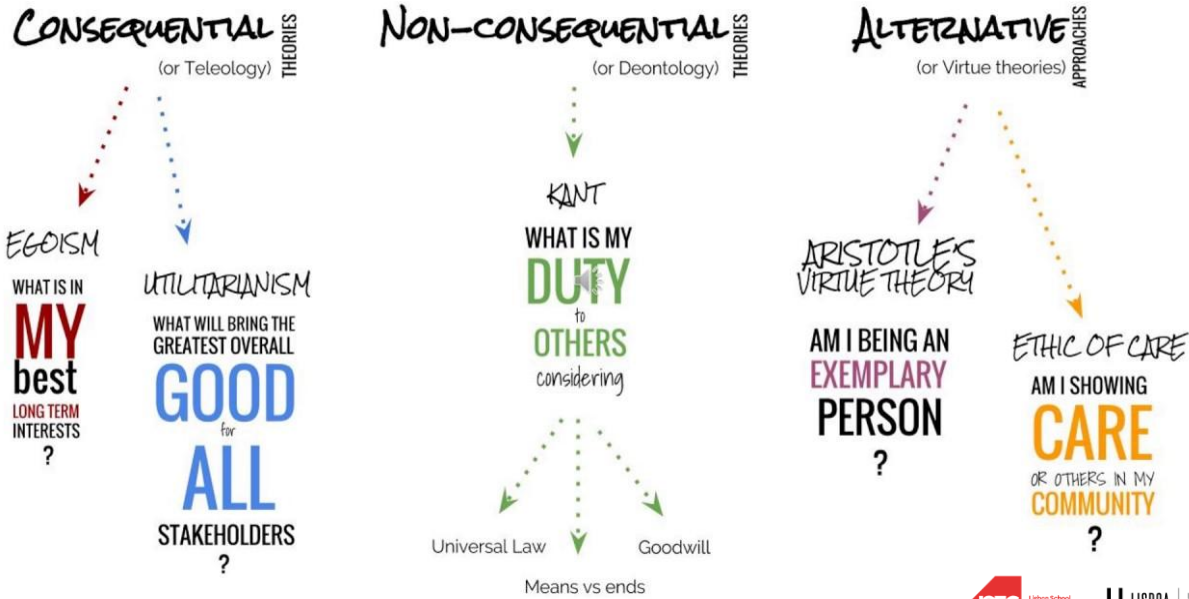 CONSEQUENTIAL THEORIES
(or Teleology)
EGOISM
WHAT IS IN
MY
best
LONG TERM
INTERESTS
?
UTILITARIANISM
WHAT WILL BRING THE
GREATEST OVERALL
GOOD
for
ALL
STAKEHOLDERS
?
NON-CONSEQUENTIAL THEORIES
(or Deontology)
KANT
WHAT IS MY
DUTY
to
OTHERS
considering
Universal Law
Means vs ends
Goodwill
ALTERNATIVE APPROACHES
(or Virtue theories)
ARISTOTLE'S
VIRTUE THEORY
AM I BEING AN
EXEMPLARY
PERSON
?
ETHIC OF CARE
AM I SHOWING
CARE
OR OTHERS IN MY
COMMUNITY
?
Lisbon School
LISBOA